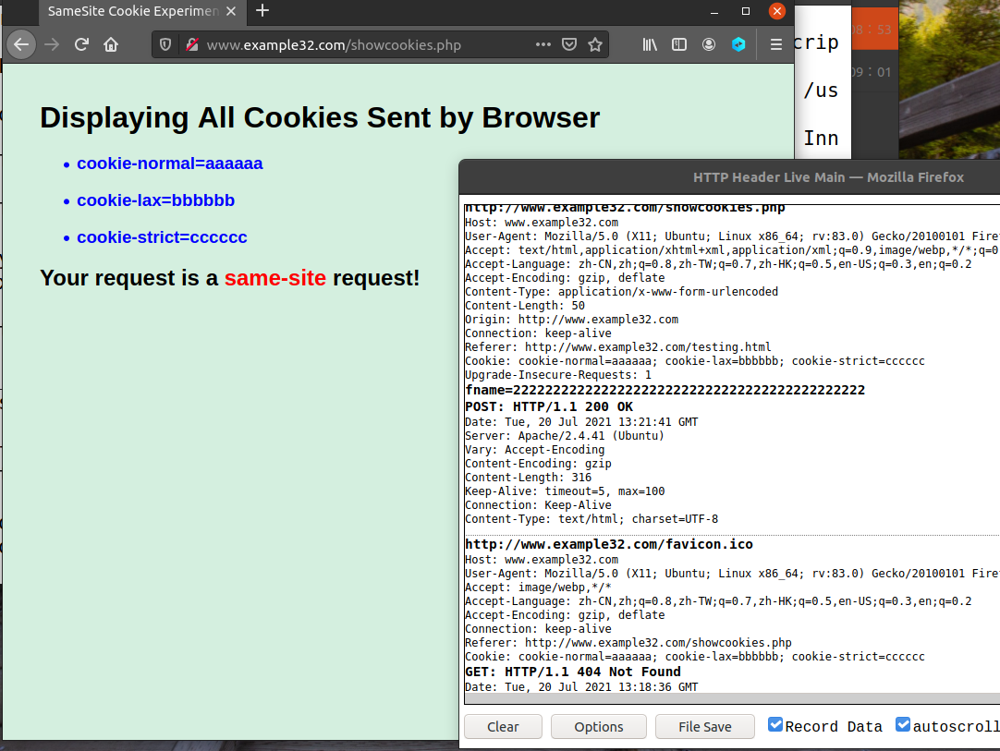 SameSite Cookie Experimen
www.example32.com/showcookies.php
crip
08:53
/us
09:01
Inn
Displaying All Cookies Sent by Browser
cookie-normal=aaaaaa
cookie-lax=bbbbbb
cookie-strict=cccccc
Your request is a same-site request!
HTTP Header Live Main — Mozilla Firefox
http://www.example32.com/showcookies.php
Host: www.example32.com
User-Agent: Mozilla/5.0 (X11; Ubuntu; Linux x86_64; rv:83.0) Gecko/20100101 Firef
Accept: text/html,application/xhtml+xml,application/xml;q=0.9,image/webp,*/*;q=0
Accept-Language: zh-CN,zh;q=0.8,zh-TW;q=0.7,zh-HK;q=0.5,en-US;q=0.3,en;q=0.2
Accept-Encoding: gzip, deflate
Content-Type: application/x-www-form-urlencoded
Content-Length: 50
Origin: http://www.example32.com
Connection: keep-alive
Referer: http://www.example32.com/testing.html
Cookie: cookie-normal=aaaaaa; cookie-lax=bbbbbb; cookie-strict=cccccc
Upgrade-Insecure-Requests: 1
fname=22222222222222222222222222222222222222222222
POST: HTTP/1.1 200 OK
Date: Tue, 20 Jul 2021 13:21:41 GMT
Server: Apache/2.4.41 (Ubuntu)
Vary: Accept-Encoding
Content-Encoding: gzip
Content-Length: 316
Keep-Alive: timeout=5, max=100
Connection: Keep-Alive
Content-Type: text/html; charset=UTF-8
http://www.example32.com/favicon.ico
Host: www.example32.com
User-Agent: Mozilla/5.0 (X11; Ubuntu; Linux x86_64; rv:83.0) Gecko/20100101 Firef
Accept: image/webp,*/*
Accept-Language: zh-CN,zh;q=0.8,zh-TW;q=0.7,zh-HK;q=0.5,en-US;q=0.3,en;q=0.2
Accept-Encoding: gzip, deflate
Connection: keep-alive
Referer: http://www.example32.com/showcookies.php
Cookie: cookie-normal=aaaaaa; cookie-lax=bbbbbb; cookie-strict=cccccc
GET: HTTP/1.1 404 Not Found
Date: Tue, 20 Jul 2021 13:18:36 GMT
Clear
Options
File Save
Record Data
autoscroll